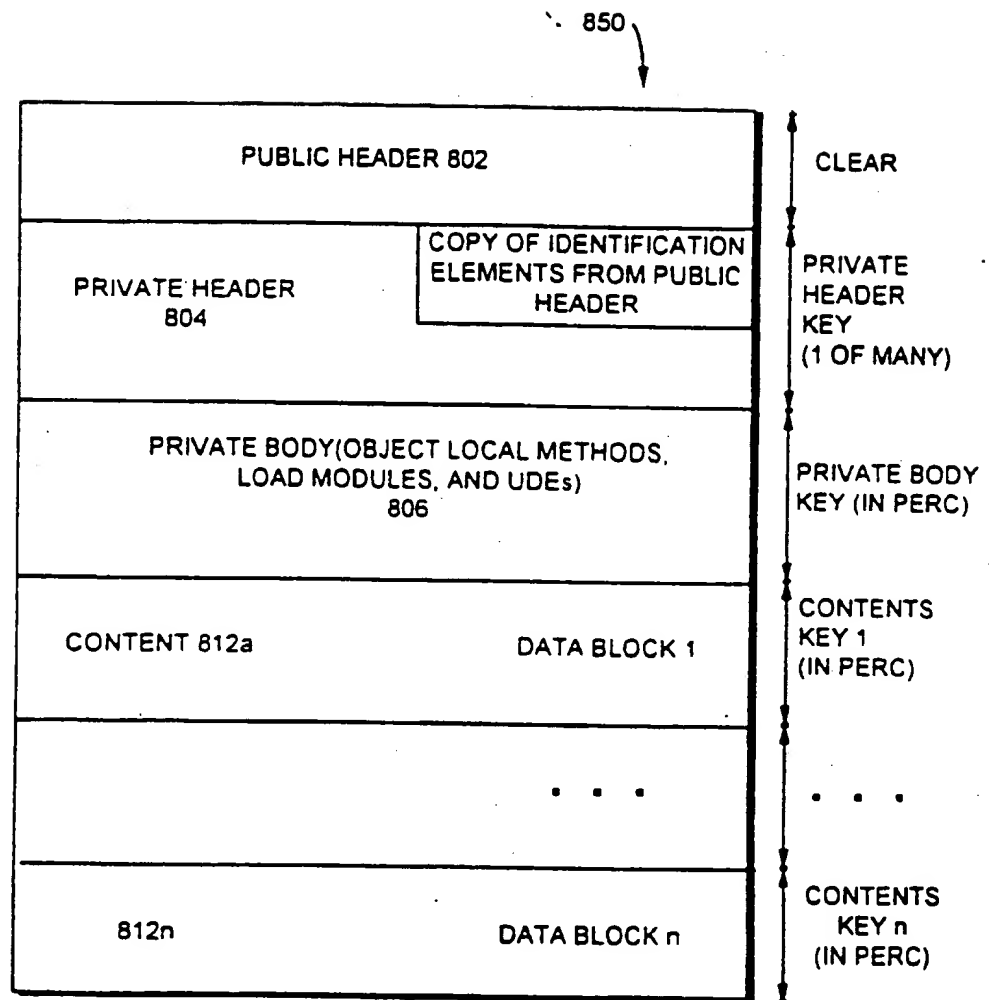 850
PUBLIC HEADER 802
CLEAR
PRIVATE HEADER
804
COPY OF IDENTIFICATION
ELEMENTS FROM PUBLIC
HEADER
PRIVATE
HEADER
KEY
(1 OF MANY)
PRIVATE BODY(OBJECT LOCAL METHODS,
LOAD MODULES, AND UDEs)
806
PRIVATE BODY
KEY (IN PERC)
CONTENT 812a
DATA BLOCK 1
CONTENTS
KEY 1
(IN PERC)
. . .
. . .
812n
DATA BLOCK n
CONTENTS
KEY n
(IN PERC)